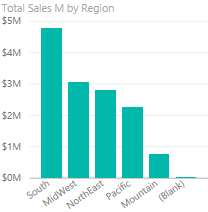 Total Sales M by Region
$5M
$4M
$3M
$2M
$1M
$0M
South
MidWest
NorthEast
Pacific
Mountain
(Blank)